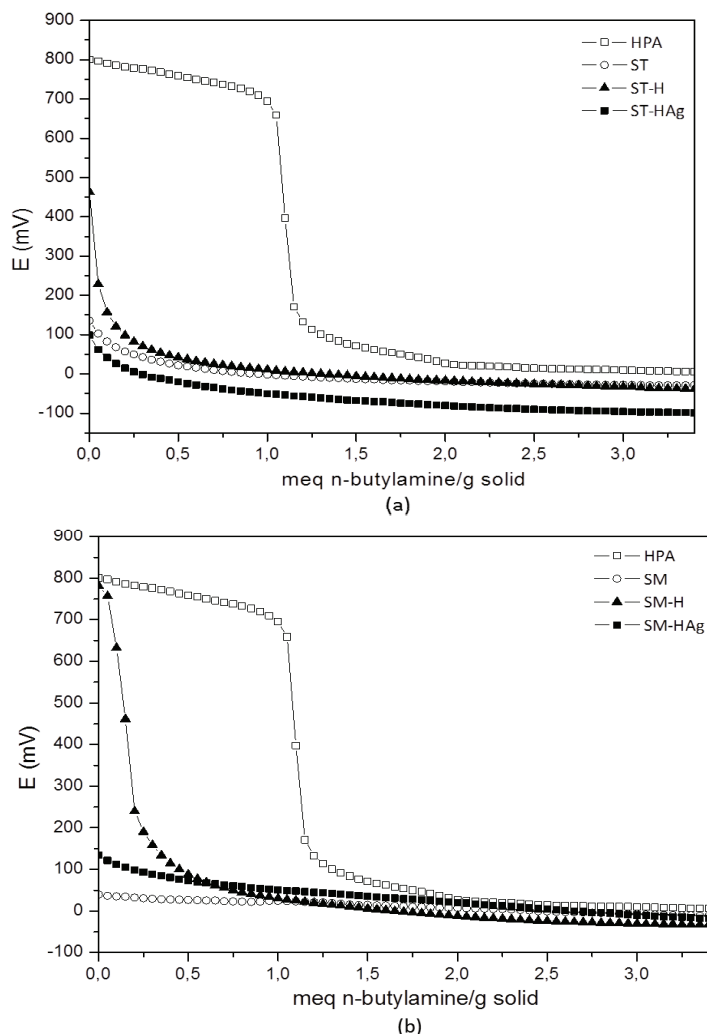 900
800
700
600
500
400
300
200
100
0
-100
E (mV)
HPA
ST
ST-H
ST-HAg
0,0 0,5 1,0 1,5 2,0 2,5 3,0
meq n-butylamine/g solid
(a)
900
800
700
600
500
400
300
200
100
0
-100
E (mV)
HPA
SM
SM-H
SM-HAg
0,0 0,5 1,0 1,5 2,0 2,5 3,0
meq n-butylamine/g solid
(b)